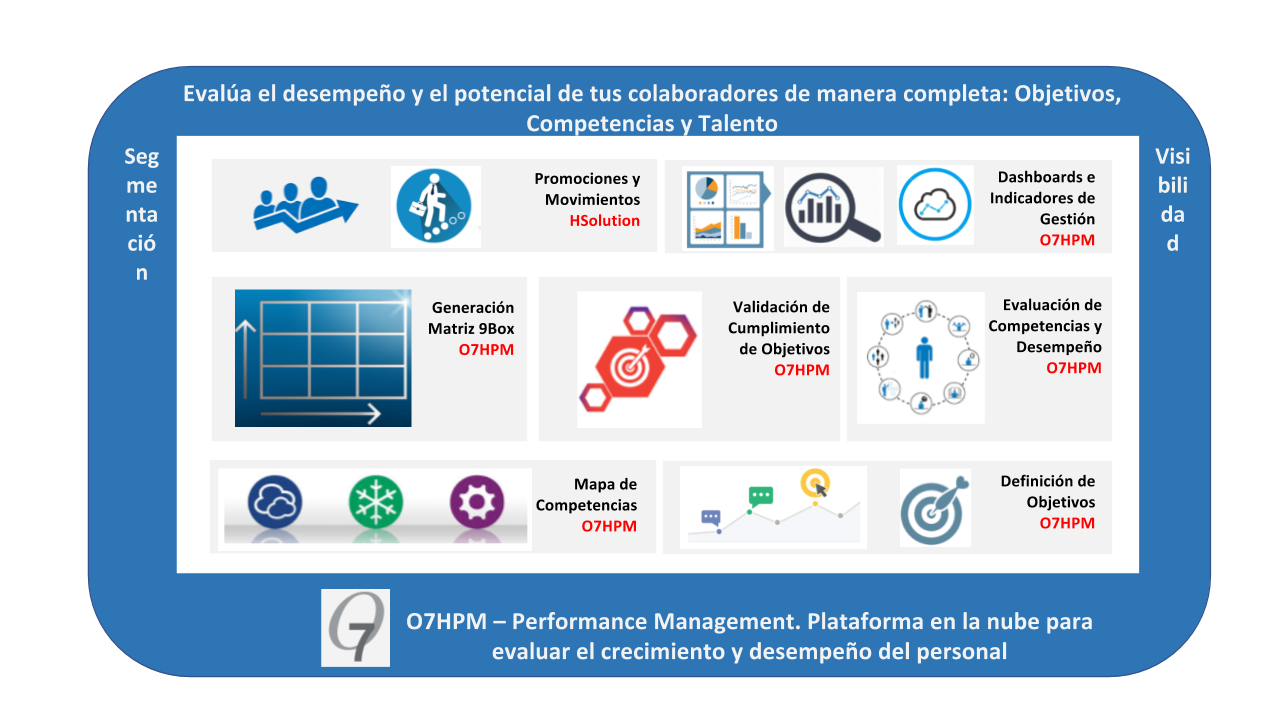 Evalúa el desempeño y el potencial de tus colaboradores de manera completa: Objetivos,
Competencias y Talento
Seg
me
nta
ció
n
Visi
bili
da
d
Promociones y
Movimientos
HSolution
Dashboards e
Indicadores de
Gestión
O7HPM
Generación
Matriz 9Box
O7HPM
Validación de
Cumplimiento
de Objetivos
O7HPM
Evaluación de
Competencias y
Desempeño
O7HPM
Mapa de
Competencias
O7HPM
Definición de
Objetivos
O7HPM
O7
O7HPM – Performance Management. Plataforma en la nube para
evaluar el crecimiento y desempeño del personal